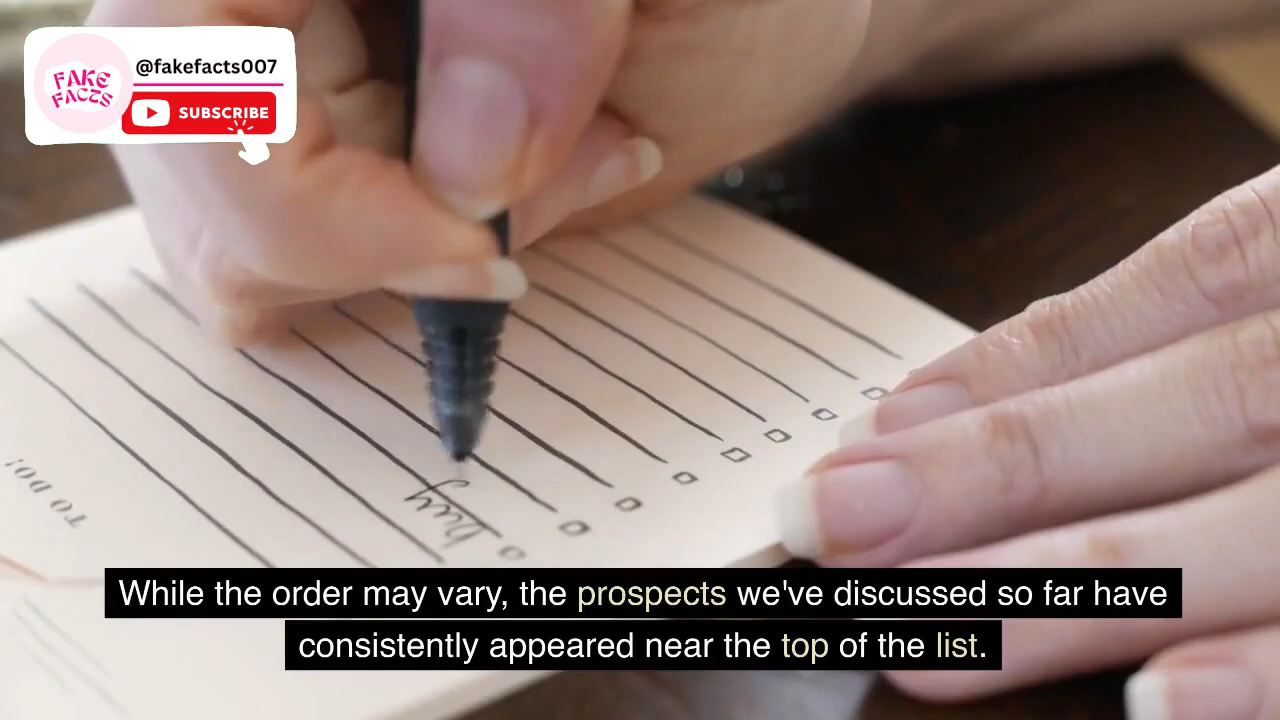 FAKE
FACTS
@fakefacts007
SUBSCRIBE
TO DO!
buy
While the order may vary, the prospects we've discussed so far have
consistently appeared near the top of the list.